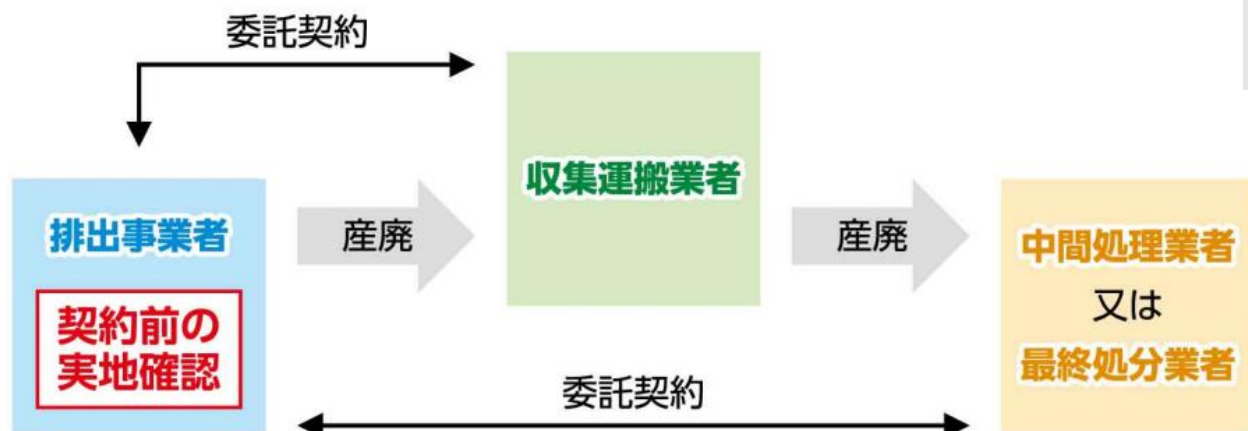 委託契約
収集運搬業者
排出事業者
契約前の
実地確認
産廃
産廃
中間処理業者
又は
最終処分業者
委託契約